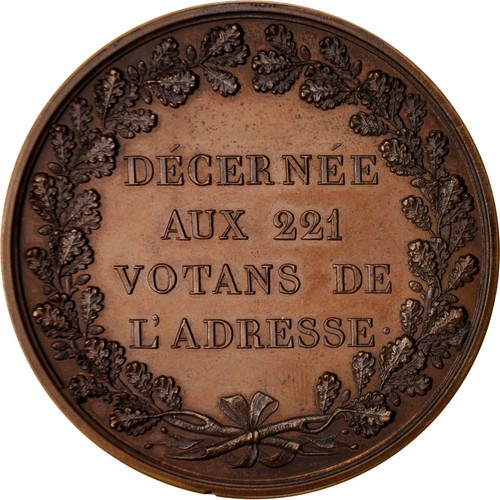 DÉCERNÉE
AUX 221
VOTANS DE
L'ADRESSE.